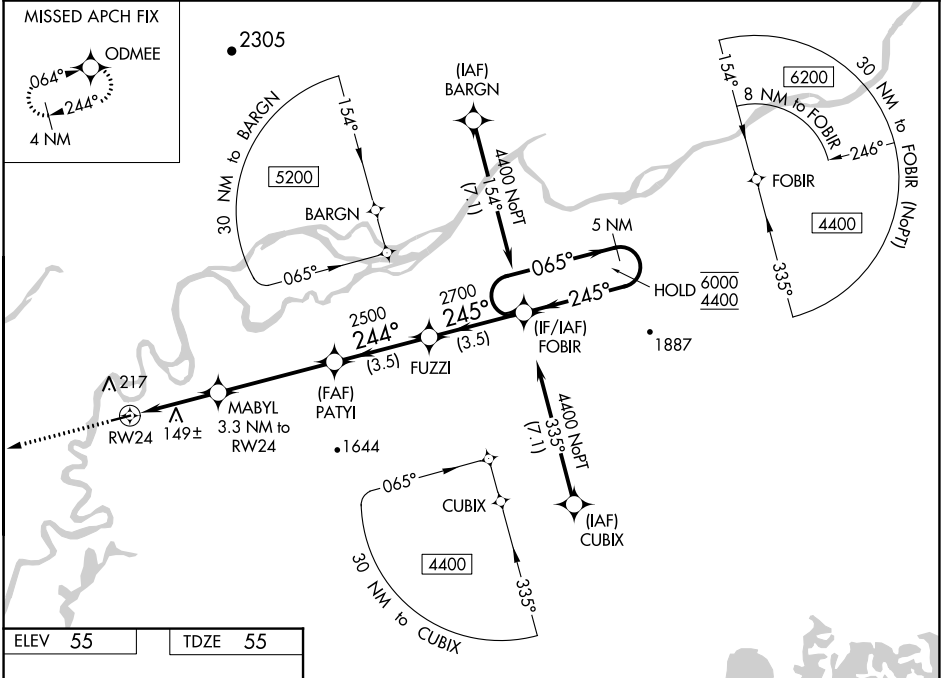 MISSED APCH FIX
ODMEE
064°
244°
4 NM
2305
30 NM to BARGN
154°
5200
BARGN
065°
(IAF)
BARGN
4400 NoPT
154°
(7.1)
154°
6200
30 NM to FOBIR (NoPT)
8 NM to FOBIR
246°
FOBIR
4400
335°
5 NM
065°
245°
HOLD
6000
4400
(IF/IAF)
FOBIR
1887
2700
245°
(3.5)
FUZZI
2500
244°
(FAF)
PATYI
MABYL
3.3 NM to
RW24
217
RW24
149±
1644
4400 NoPT
335°
(7.1)
(IAF)
CUBIX
065°
CUBIX
4400
335°
30 NM to CUBIX
ELEV 55
TDZE 55